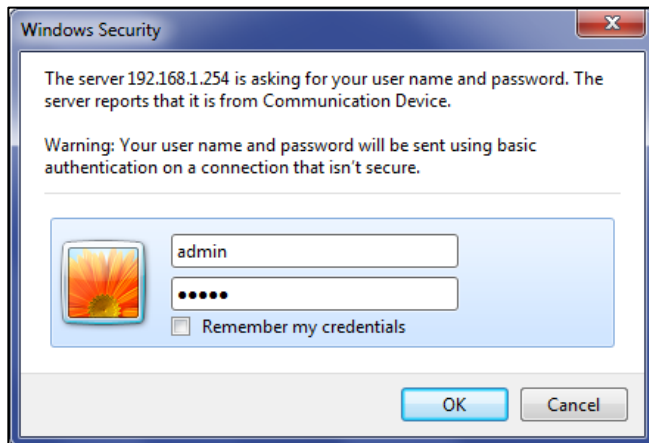 Windows Security
The server 192.168.1.254 is asking for your user name and password. The
server reports that it is from Communication Device.
Warning: Your user name and password will be sent using basic
authentication on a connection that isn't secure.
admin
●●●●●
Remember my credentials
OK
Cancel